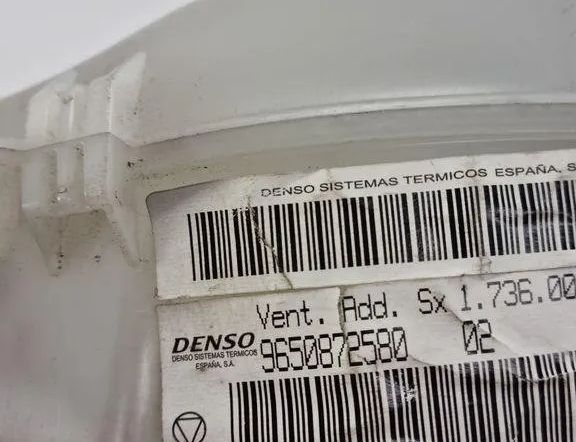 DENSO SISTEMAS TERMICOS ESPAÑA, S
Vent. Add. Sx 1.736.00
DENSO 9650872580 02
DENSO SISTEMAS TERMICOS
ESPAÑA, S.A.